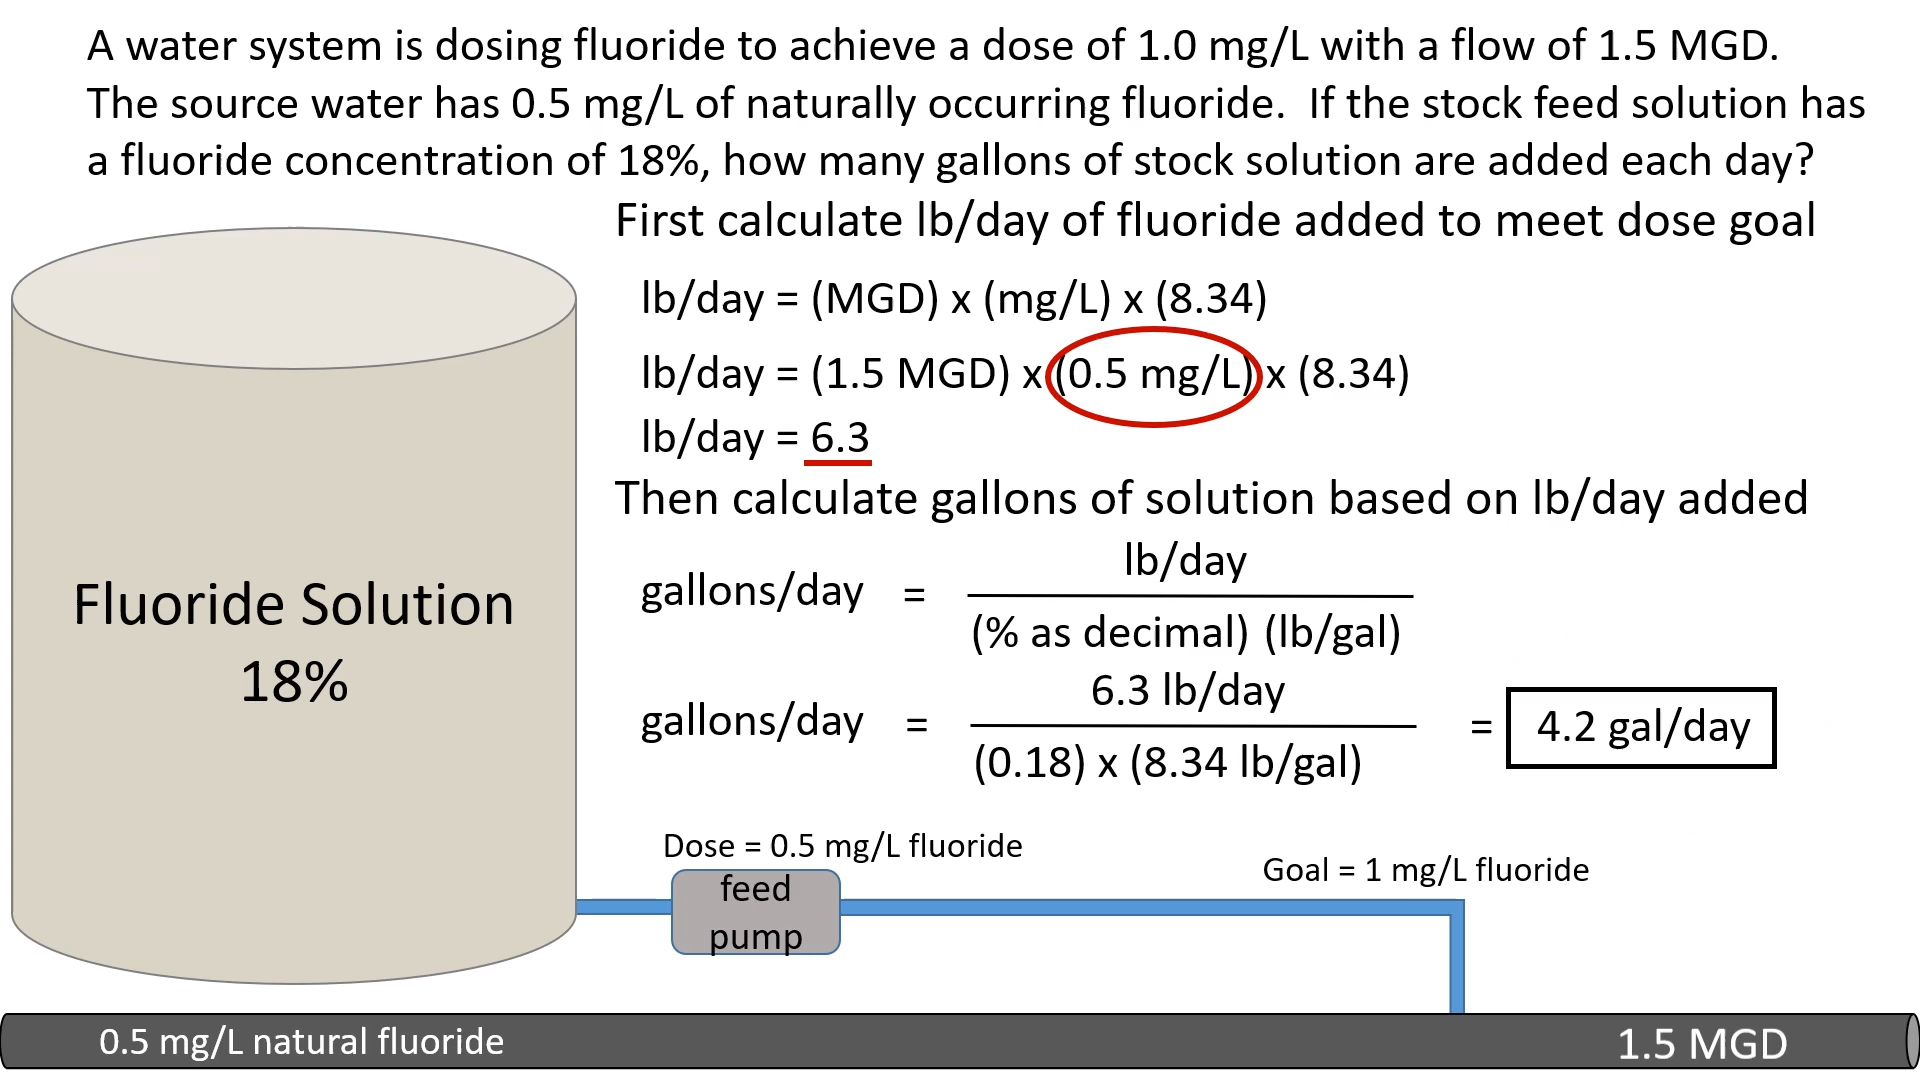 A water system is dosing fluoride to achieve a dose of 1.0 mg/L with a flow of 1.5 MGD.
The source water has 0.5 mg/L of naturally occurring fluoride.  If the stock feed solution has
a fluoride concentration of 18%, how many gallons of stock solution are added each day?
First calculate lb/day of fluoride added to meet dose goal
lb/day = (MGD) x (mg/L) x (8.34)
lb/day = (1.5 MGD) x (0.5 mg/L) x (8.34)
lb/day = 6.3
Then calculate gallons of solution based on lb/day added
lb/day
gallons/day =
(% as decimal) (lb/gal)
6.3 lb/day
gallons/day = = 4.2 gal/day
(0.18) x (8.34 lb/gal)
Fluoride Solution
18%
Dose = 0.5 mg/L fluoride
Goal = 1 mg/L fluoride
feed
pump
0.5 mg/L natural fluoride
1.5 MGD